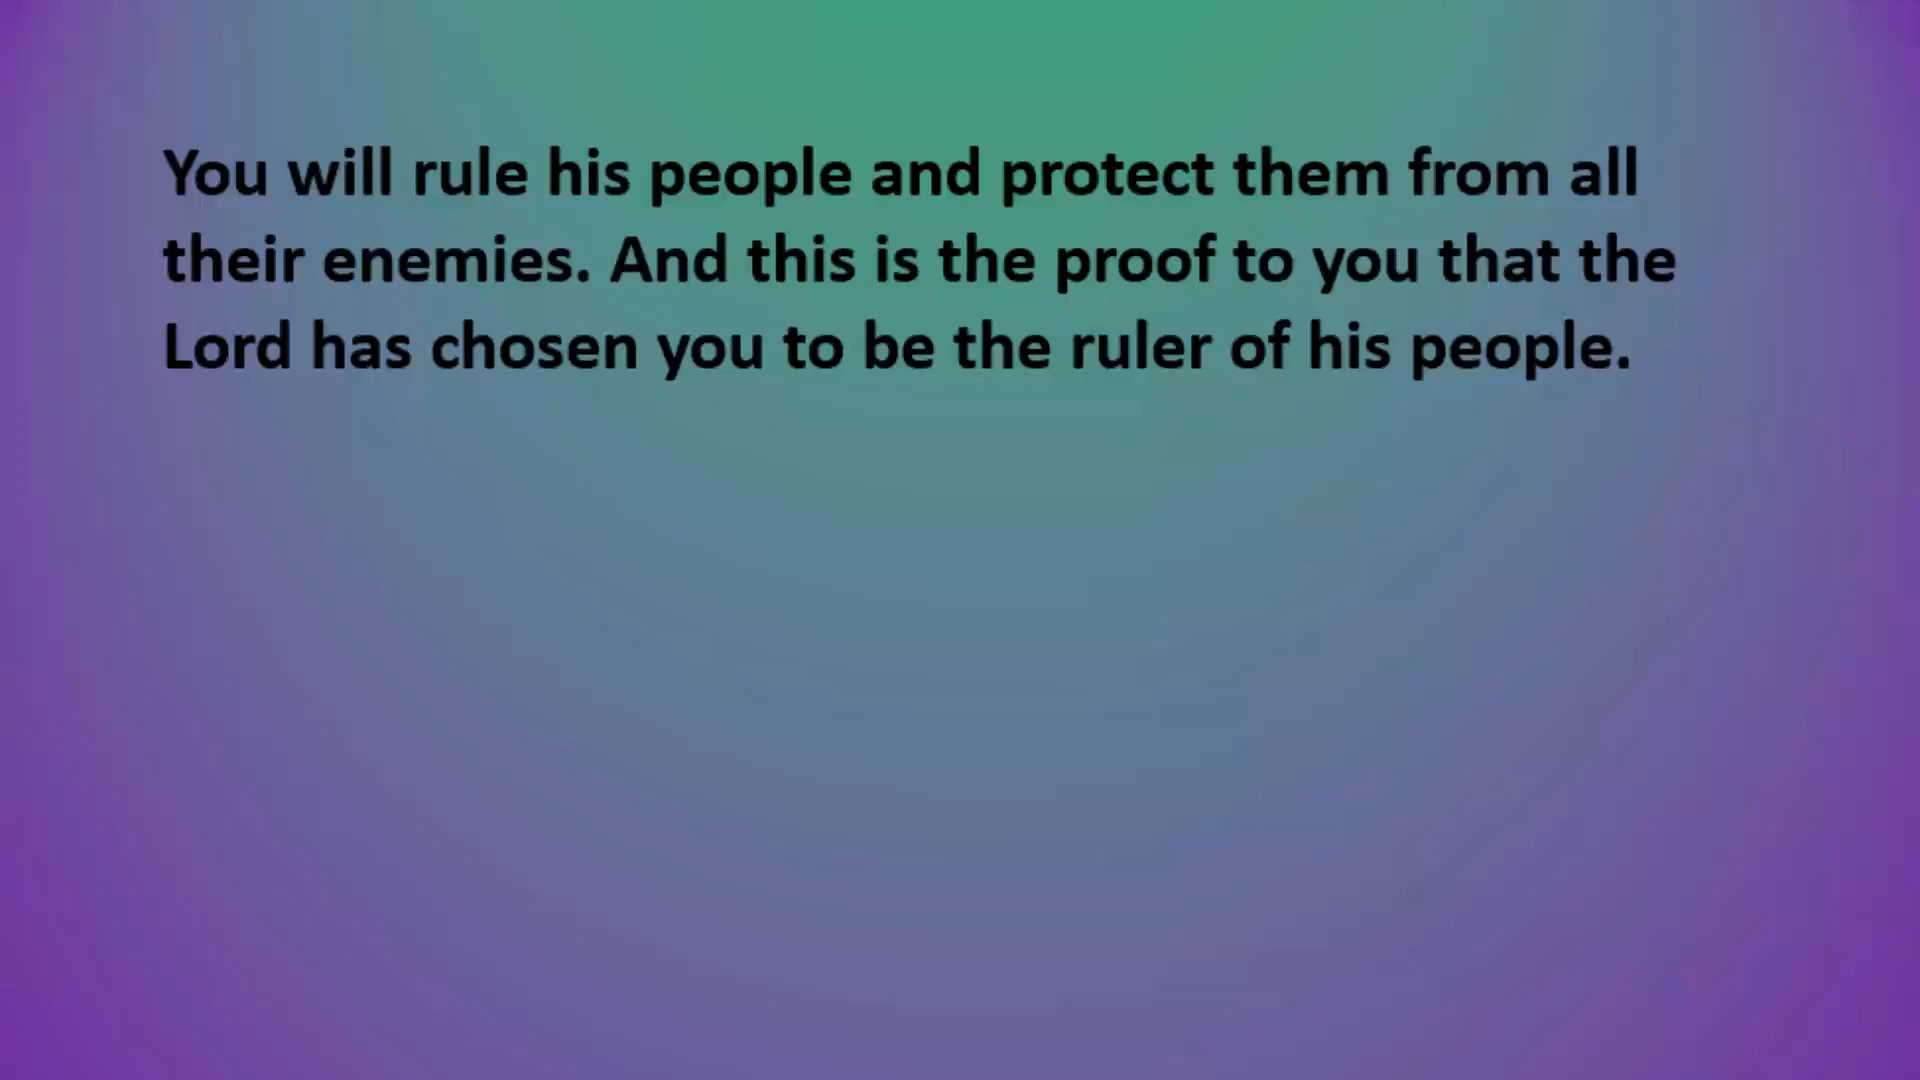 You will rule his people and protect them from all
their enemies. And this is the proof to you that the
Lord has chosen you to be the ruler of his people.